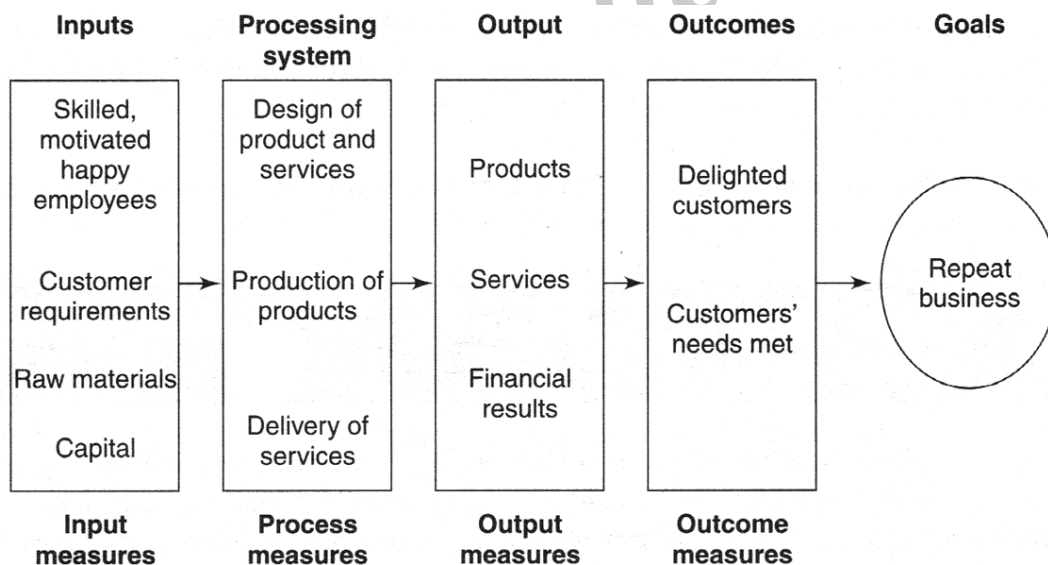 Inputs
Processing
system
Output
Outcomes
Goals
Skilled,
motivated
happy
employees
Customer
requirements
Raw materials
Capital
Design of
product and
services
Production of
products
Delivery of
services
Products
Services
Financial
results
Delighted
customers
Customers’
needs met
Repeat
business
Input
measures
Process
measures
Output
measures
Outcome
measures